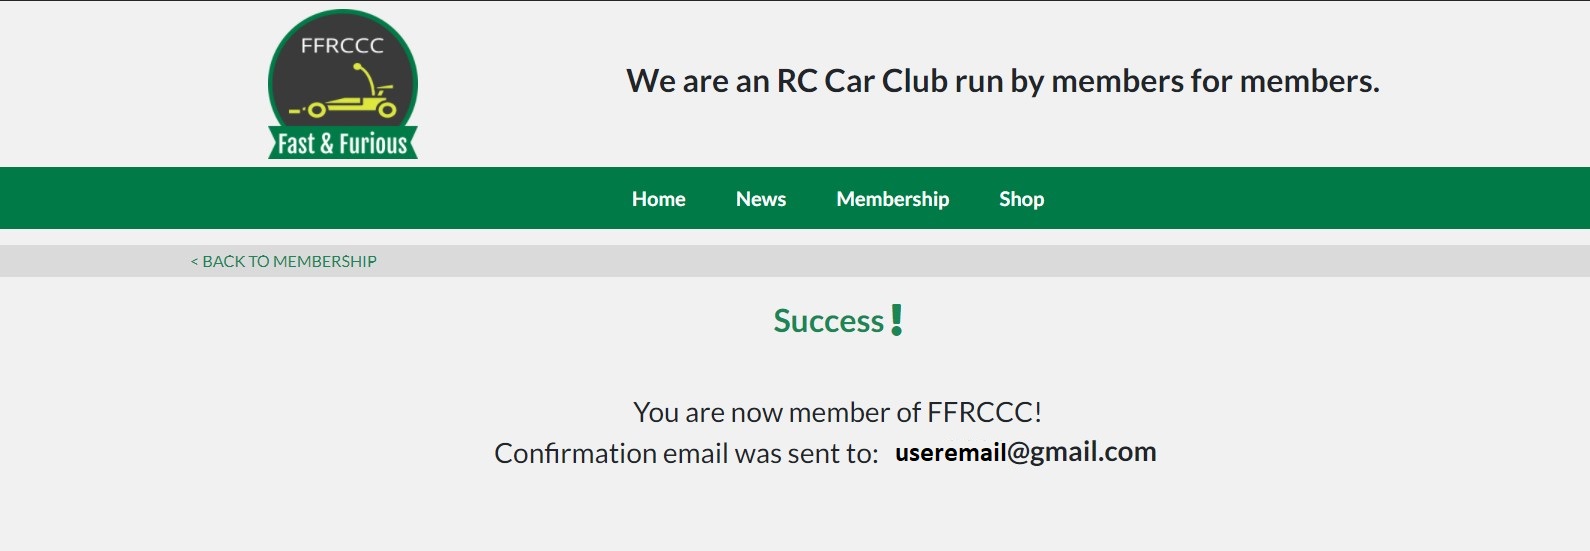 FFRCCC
Fast & Furious
We are an RC Car Club run by members for members.
Home News Membership Shop
< BACK TO MEMBERSHIP
Success!
You are now member of FFRCCC!
Confirmation email was sent to: useremail@gmail.com